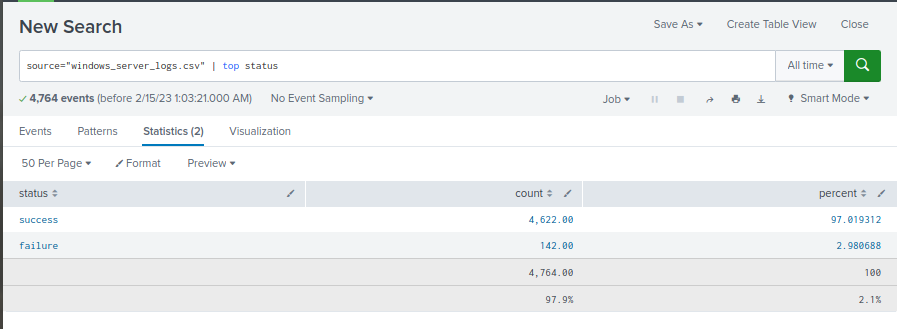 New Search
Save As Create Table View Close
source="windows_server_logs.csv" | top status
All time
4,764 events (before 2/15/23 1:03:21.000 AM) No Event Sampling
Job Smart Mode
Events Patterns Statistics (2) Visualization
50 Per Page Format Preview
status count percent
success 4,622.00 97.019312
failure 142.00 2.980688
4,764.00 100
97.9% 2.1%